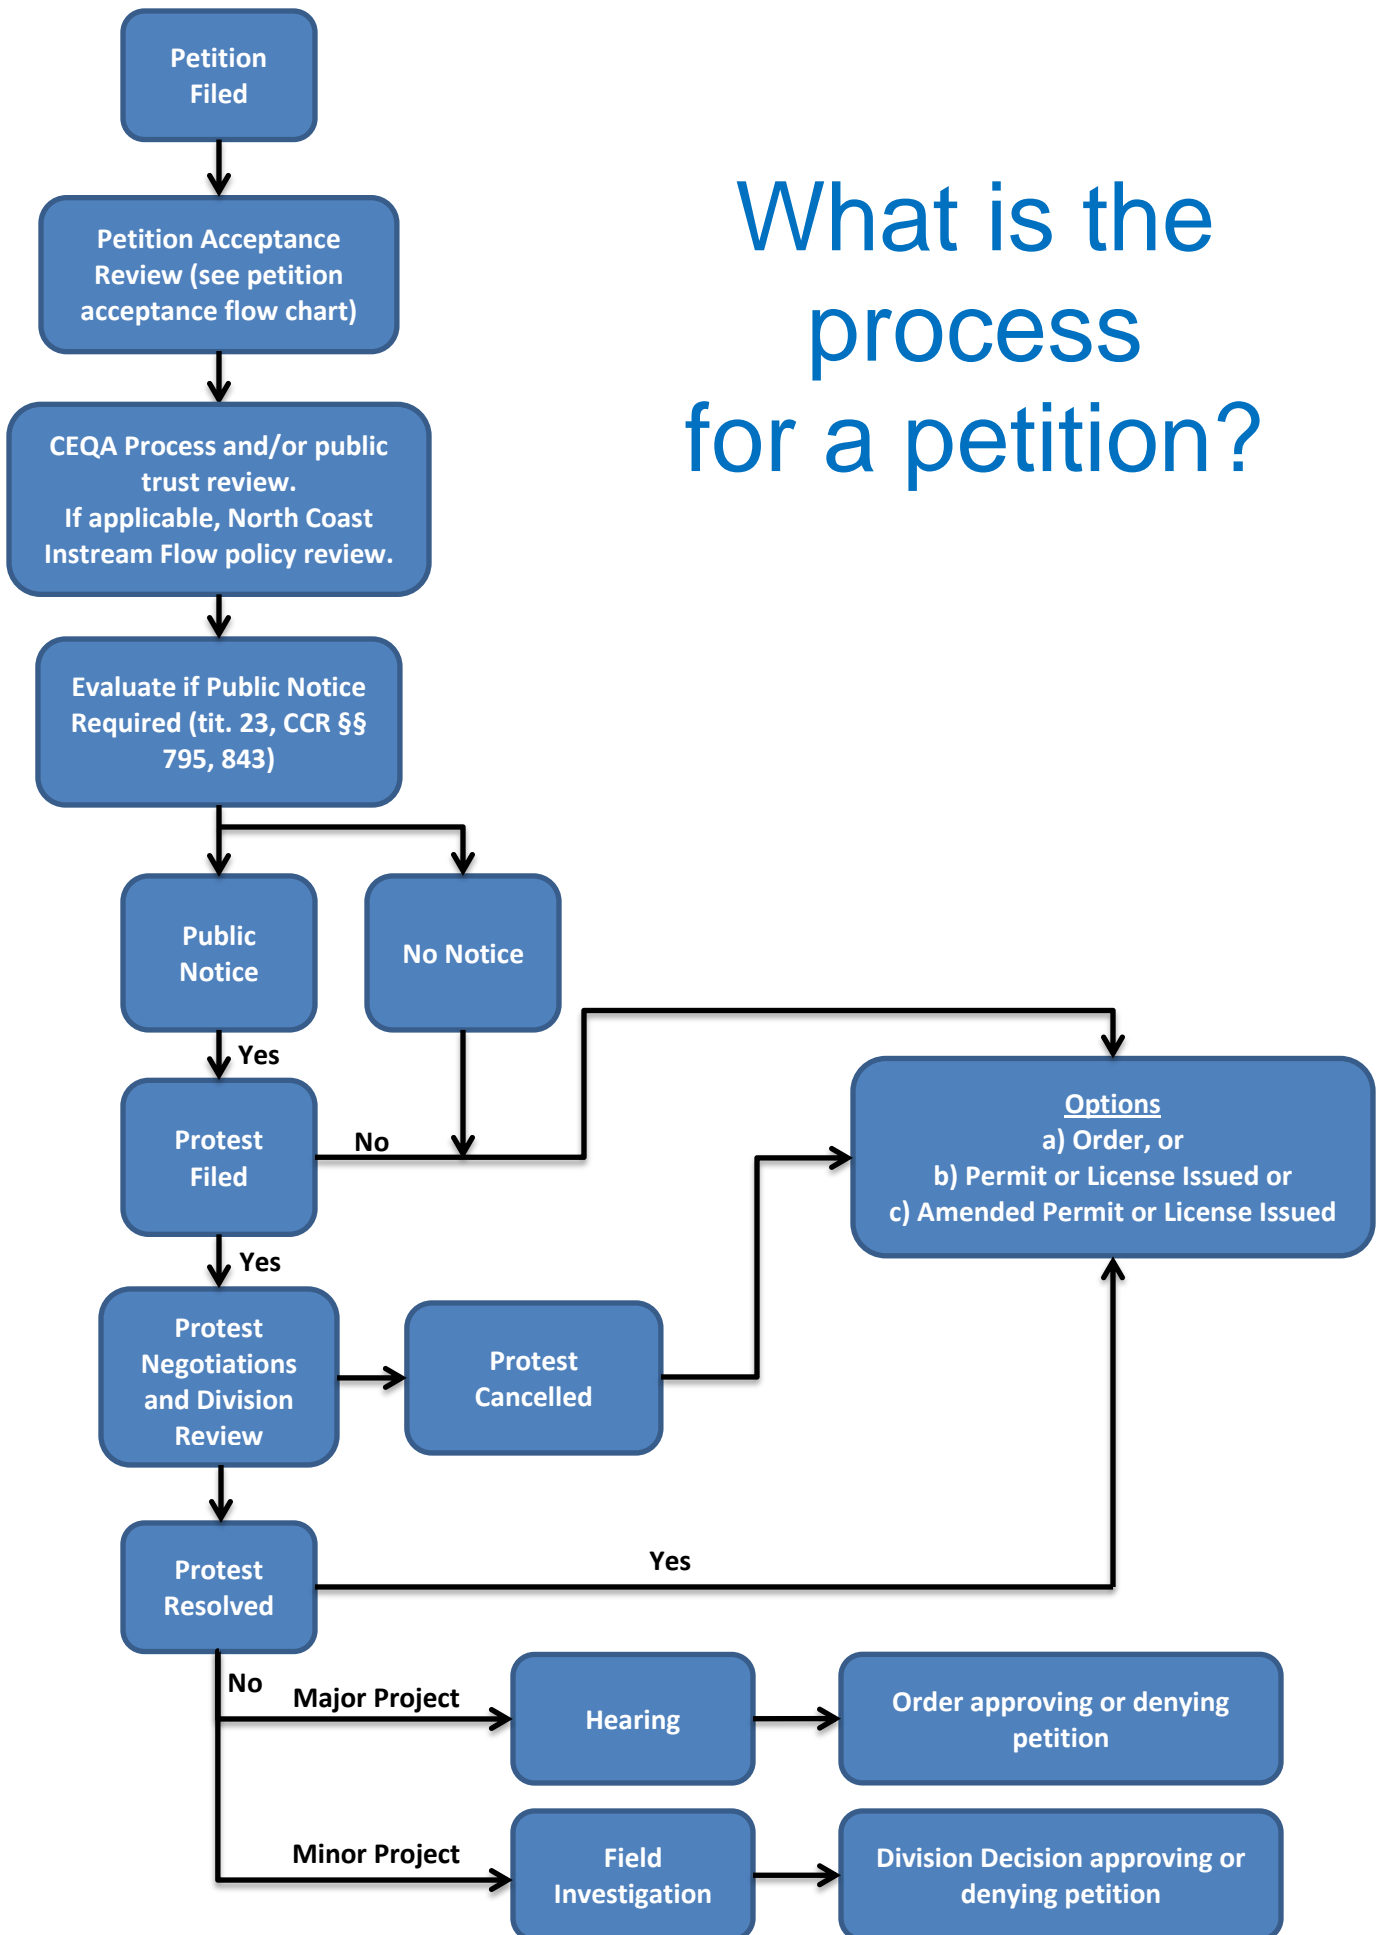 Petition
Filed
What is the
process
for a petition?
Petition Acceptance
Review (see petition
acceptance flow chart)
CEQA Process and/or public
trust review.
If applicable, North Coast
Instream Flow policy review.
Evaluate if Public Notice
Required (tit. 23, CCR §§
795, 843)
Public
Notice
No Notice
Yes
Protest
Filed
No
Options
a) Order, or
b) Permit or License Issued or
c) Amended Permit or License Issued
Yes
Protest
Negotiations
and Division
Review
Protest
Cancelled
Protest
Resolved
Yes
No
Major Project
Hearing
Order approving or denying
petition
Minor Project
Field
Investigation
Division Decision approving or
denying petition